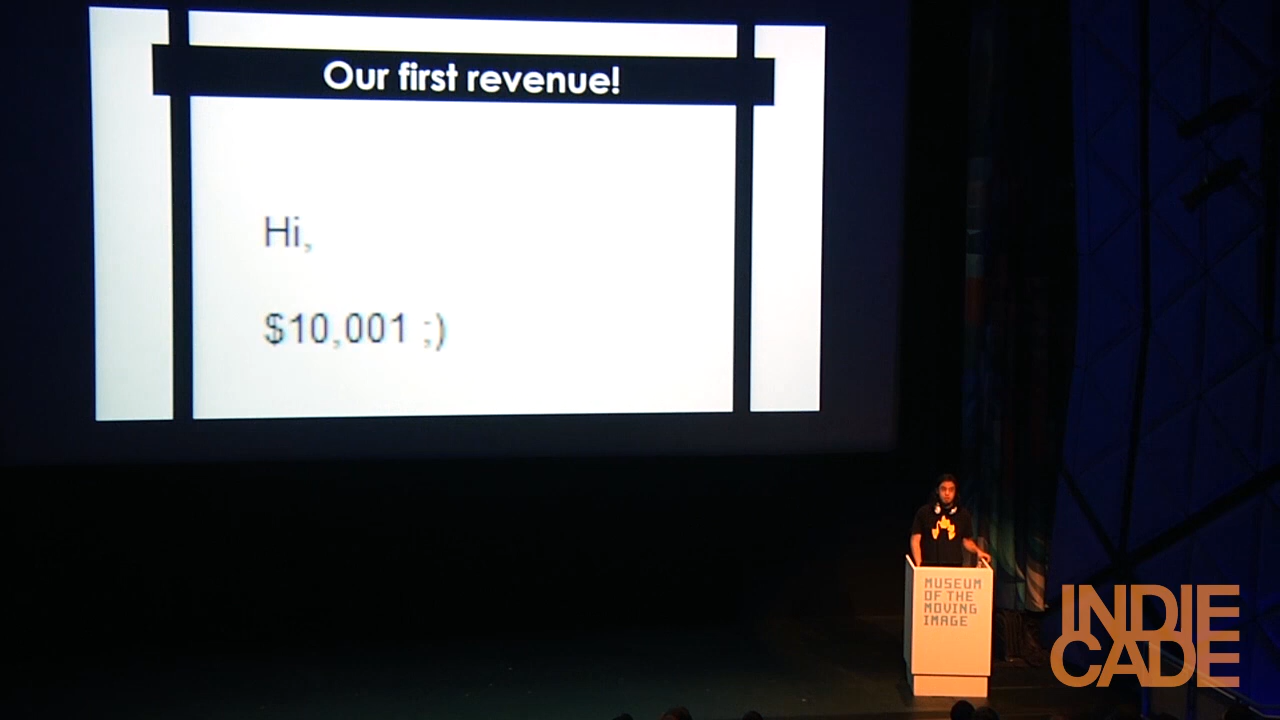 Our first revenue!
Hi,
$10,001 ;)
MUSEUM
OF THE
MOVING
IMAGE
INDIE
CADE